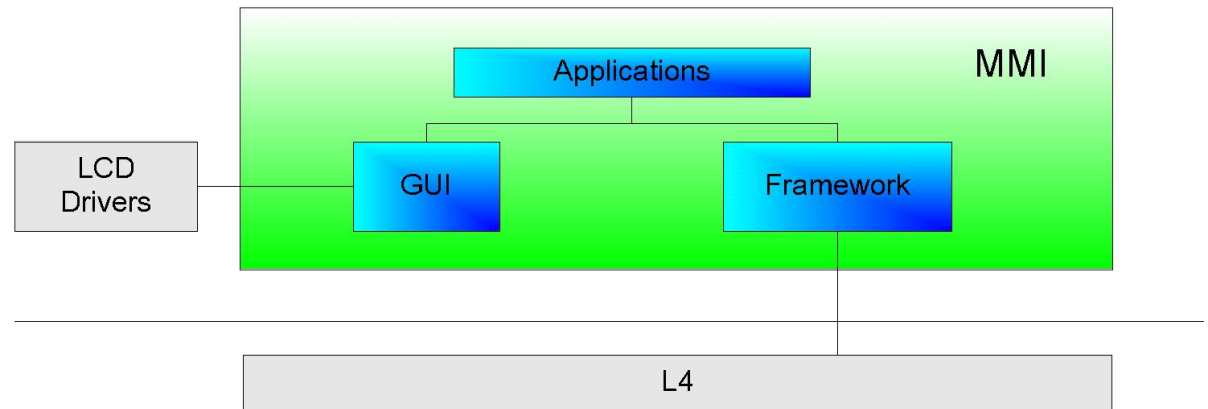 MMI
Applications
LCD
Drivers
GUI
Framework
L4